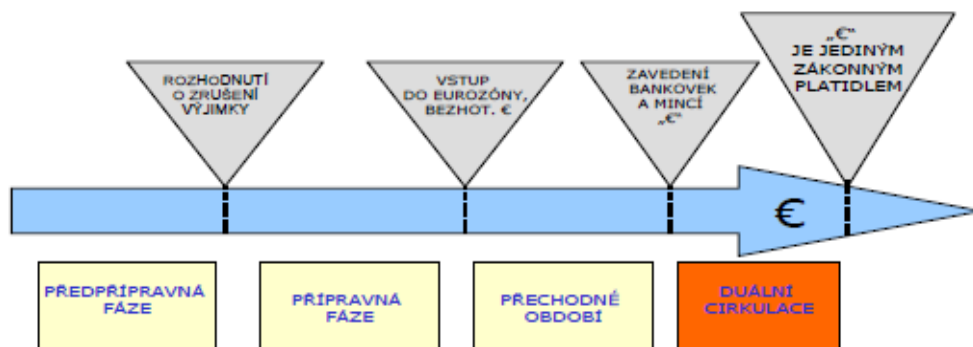 ROZHODNUTÍ
O ZRUŠENÍ
VÝJIMKY
VSTUP
DO EUROZÓNY,
BEZHOT. €
ZAVEDENÍ
BANKOVEK
A MINCÍ
„€“
„€“
JE JEDINÝM
ZÁKONNÝM
PLATIDLEM
€
PŘEDPŘÍPRAVNÁ
FÁZE
PŘÍPRAVNÁ
FÁZE
PŘECHODNÉ
OBDOBÍ
DUÁLNÍ
CIRKULACE